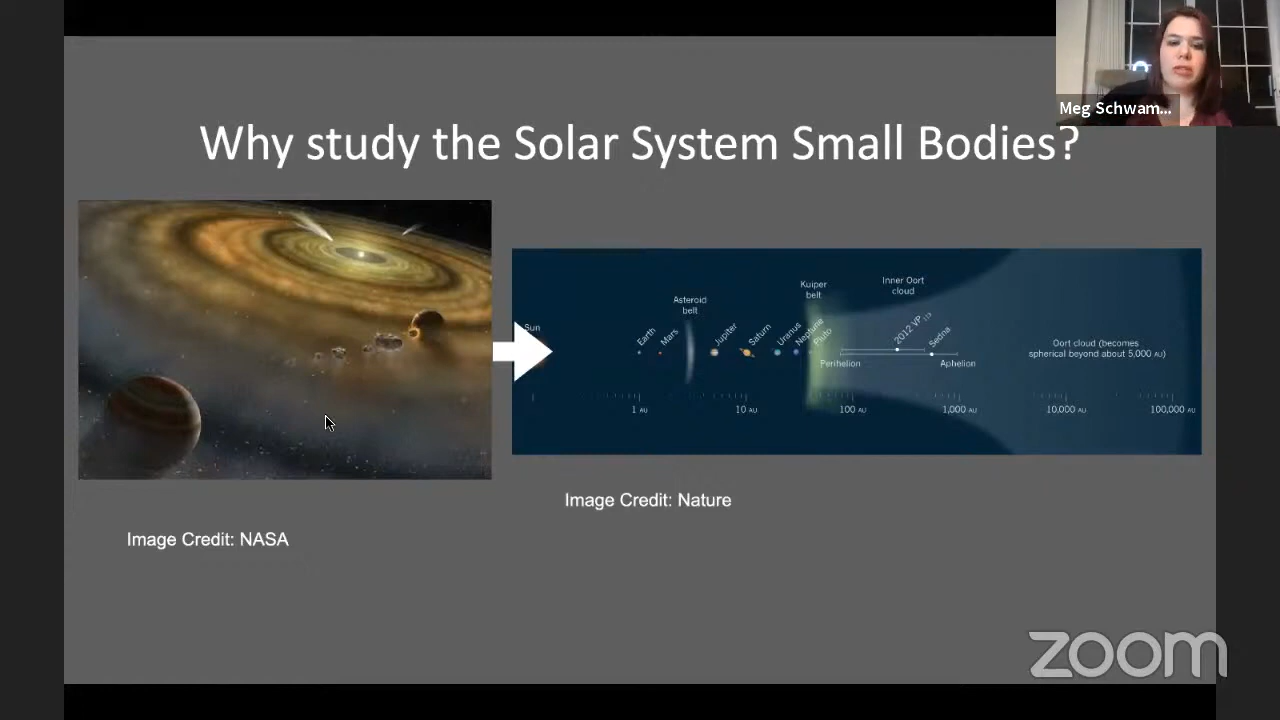 Meg Schwam...
Why study the Solar System Small Bodies?
Sun
Earth
Mars
Asteroid
belt
Jupiter
Saturn
Uranus
Neptune
Pluto
Kuiper
belt
Inner Oort
cloud
2012 VP113
Sedna
Perihelion
Aphelion
Oort cloud (becomes
spherical beyond about 5,000 AU)
1 AU
10 AU
100 AU
1,000 AU
10,000 AU
100,000 AU
Image Credit: Nature
Image Credit: NASA
zoom